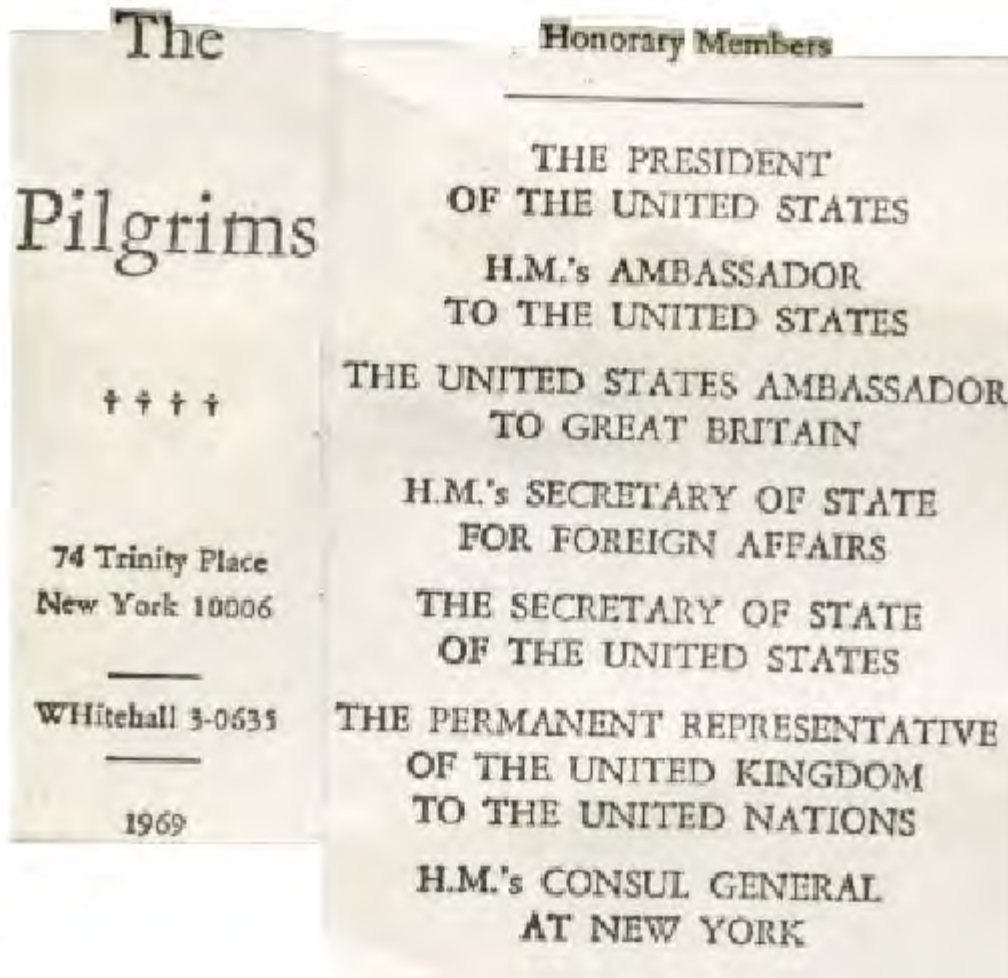 The
Pilgrims
††††
74 Trinity Place
New York 10006
WHitehall 3-0635
1969
Honorary Members
THE PRESIDENT
OF THE UNITED STATES
H.M.'s AMBASSADOR
TO THE UNITED STATES
THE UNITED STATES AMBASSADOR
TO GREAT BRITAIN
H.M.'s SECRETARY OF STATE
FOR FOREIGN AFFAIRS
THE SECRETARY OF STATE
OF THE UNITED STATES
THE PERMANENT REPRESENTATIVE
OF THE UNITED KINGDOM
TO THE UNITED NATIONS
H.M.'s CONSUL GENERAL
AT NEW YORK